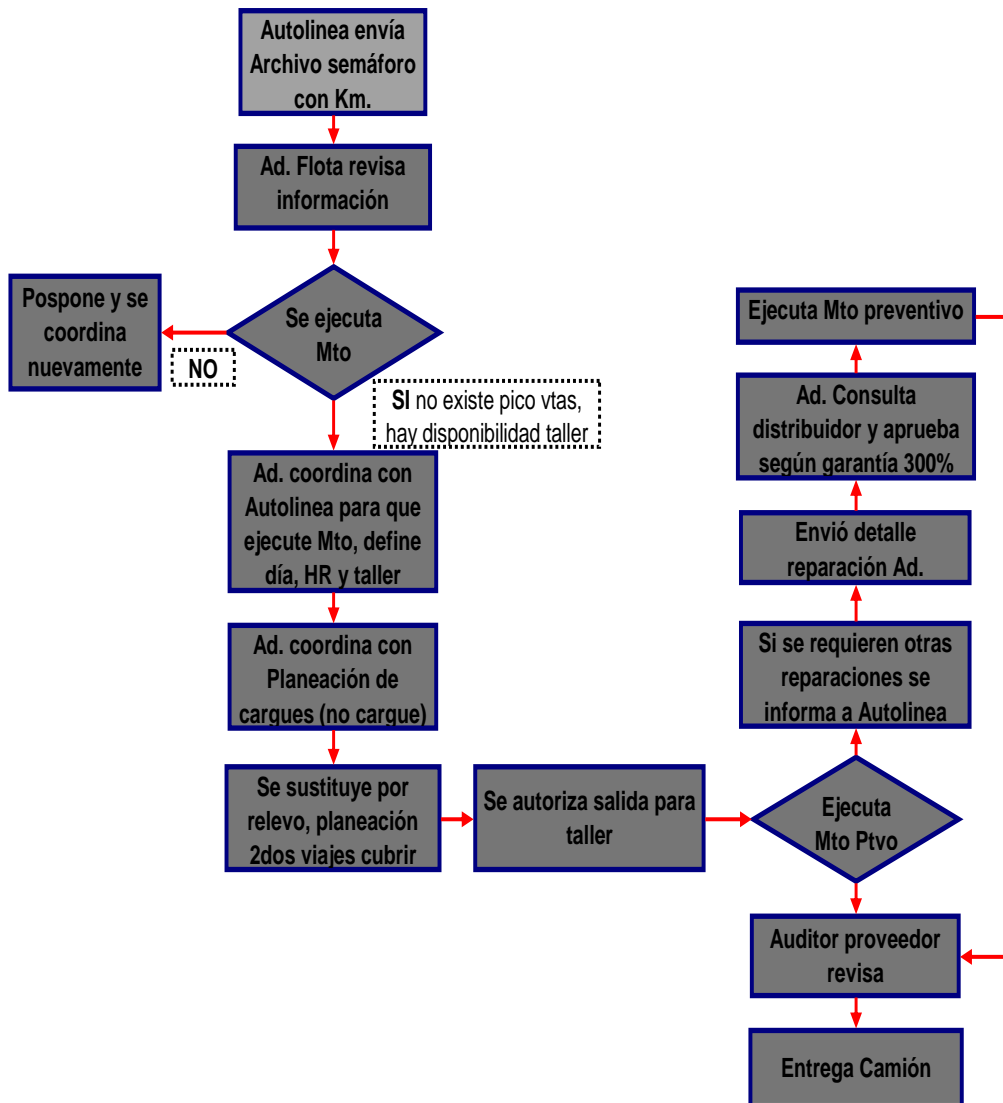 Autolinea envía
Archivo semáforo
con Km.
Ad. Flota revisa
información
Se ejecuta
Mto
Pospone y se
coordina
nuevamente
NO
SI no existe pico vtas,
hay disponibilidad taller
Ad. coordina con
Autolinea para que
ejecute Mto, define
día, HR y taller
Ad. coordina con
Planeación de
cargues (no cargue)
Se sustituye por
relevo, planeación
2dos viajes cubrir
Se autoriza salida para
taller
Ejecuta
Mto Ptvo
Si se requieren otras
reparaciones se
informa a Autolinea
Envió detalle
reparación Ad.
Ad. Consulta
distribuidor y aprueba
según garantía 300%
Ejecuta Mto preventivo
Auditor proveedor
revisa
Entrega Camión